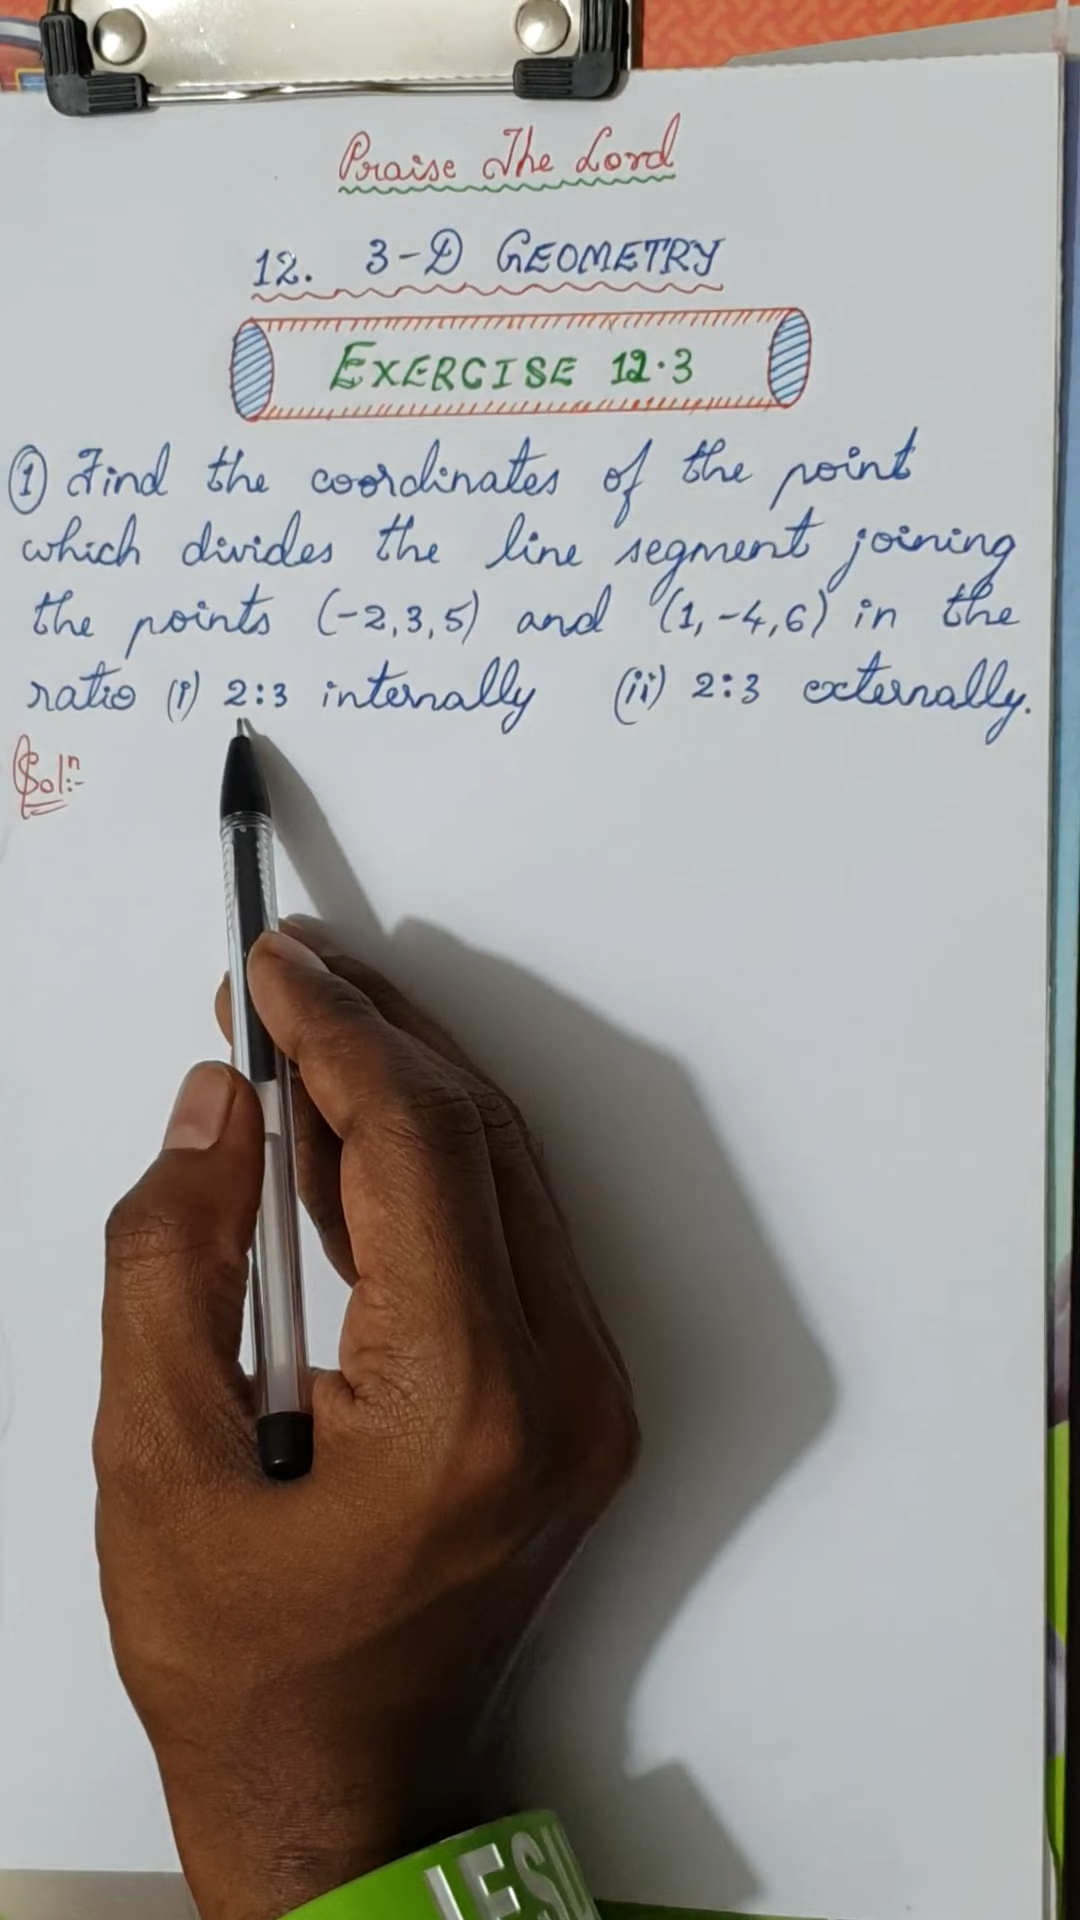 Praise The Lord
12. 3-D GEOMETRY
EXERCISE 12.3
① Find the coordinates of the point
which divides the line segment joining
the points (-2,3,5) and (1,-4,6) in the
ratio (i) 2:3 internally (ii) 2:3 externally.
Solⁿ:-